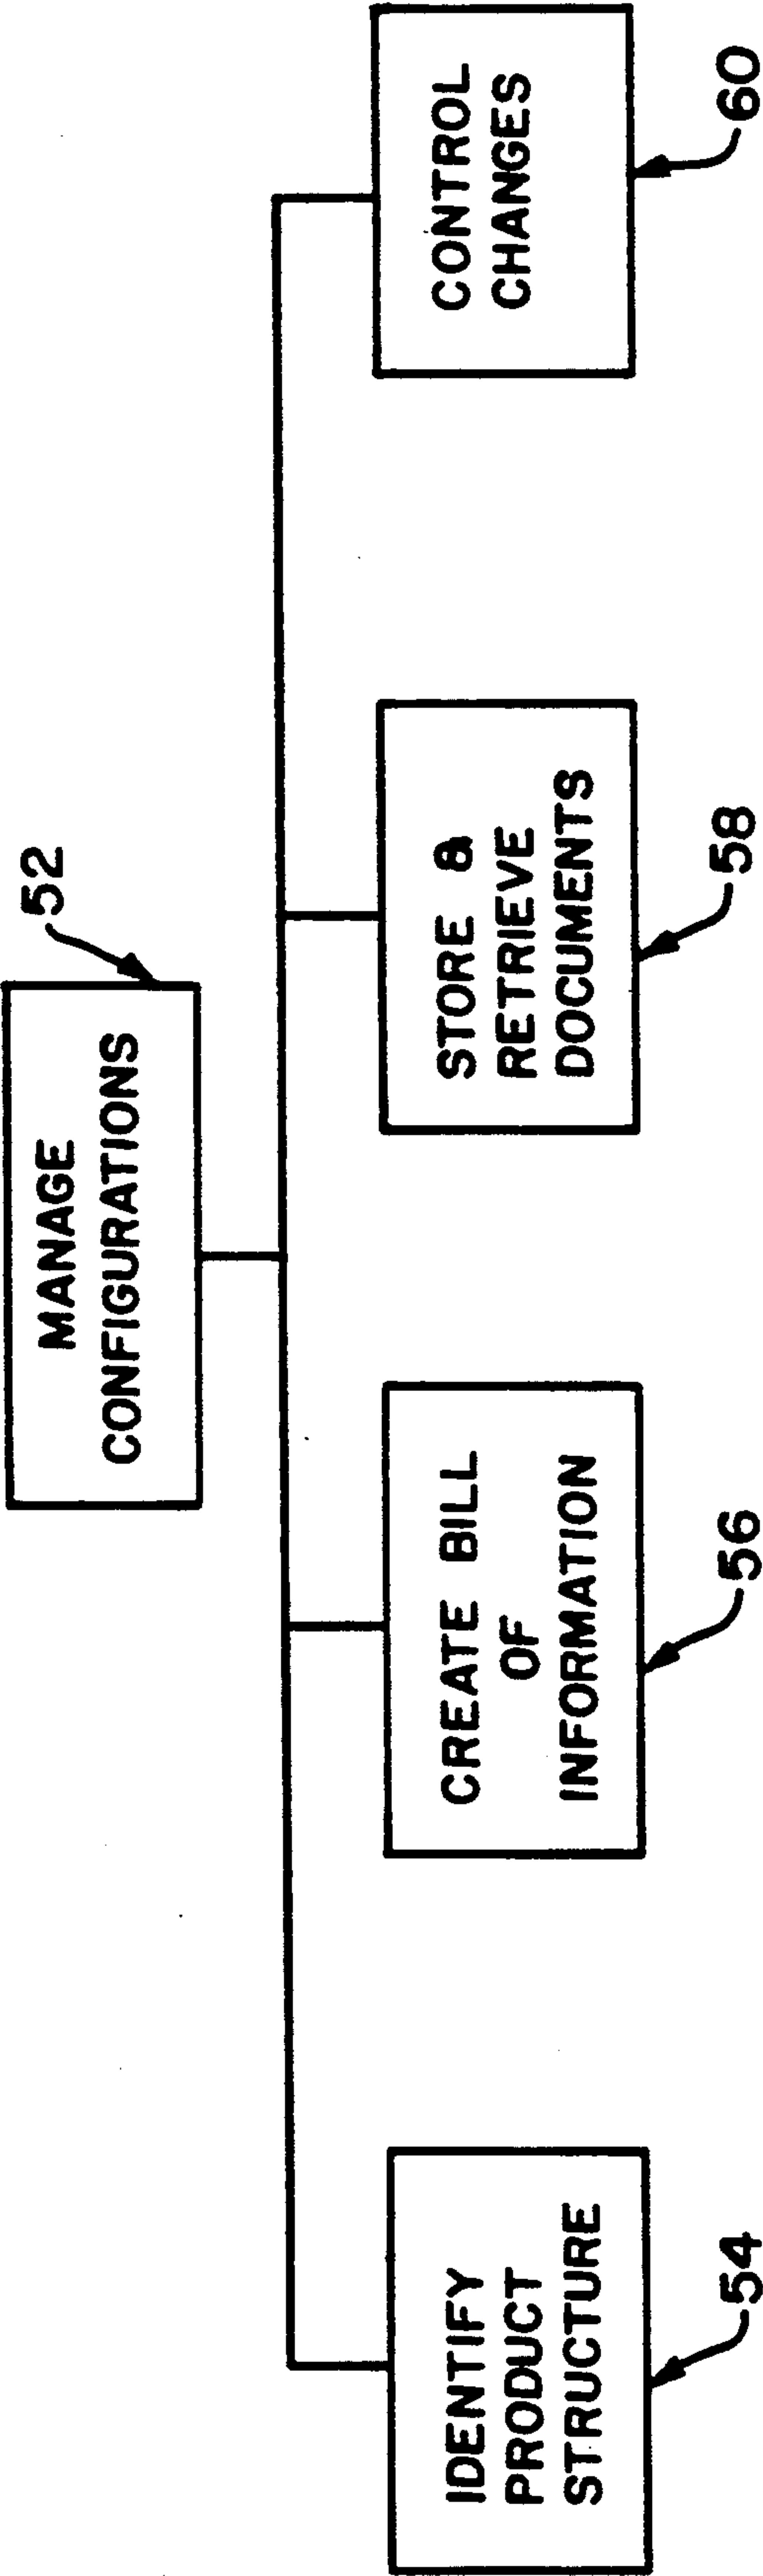 MANAGE
CONFIGURATIONS
52
IDENTIFY
PRODUCT
STRUCTURE
54
CREATE BILL
OF
INFORMATION
56
STORE &
RETRIEVE
DOCUMENTS
58
CONTROL
CHANGES
60